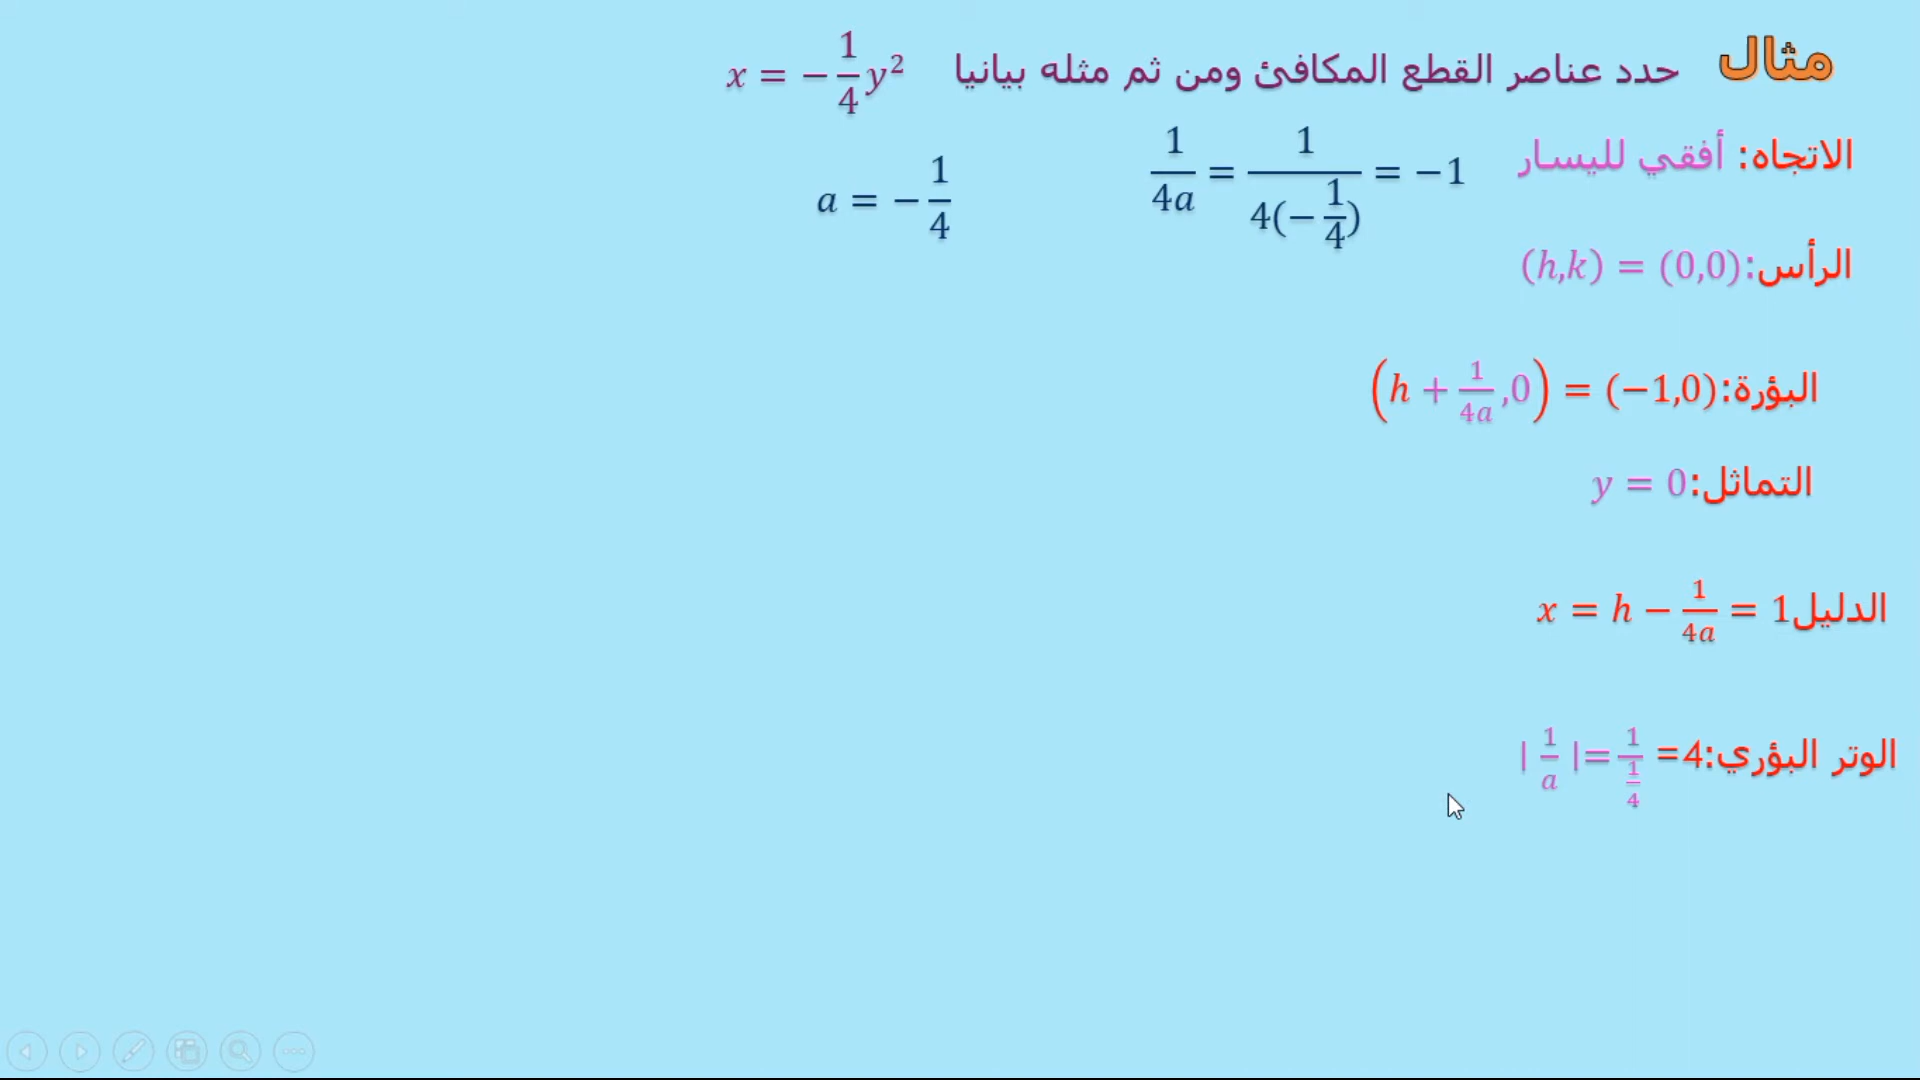 مثال حدد عناصر القطع المكافئ ومن ثم مثله بيانيا x = −1/4 y²
الاتجاه: أفقي لليسار 1/4a = 1/4(−1/4) = −1
a = −1/4
الرأس:(h,k) = (0,0)
البؤرة:(h + 1/4a ,0) = (−1,0)
التماثل:y = 0
الدليلx = h − 1/4a = 1
الوتر البؤري:| 1/a |= 1/(1/4) =4